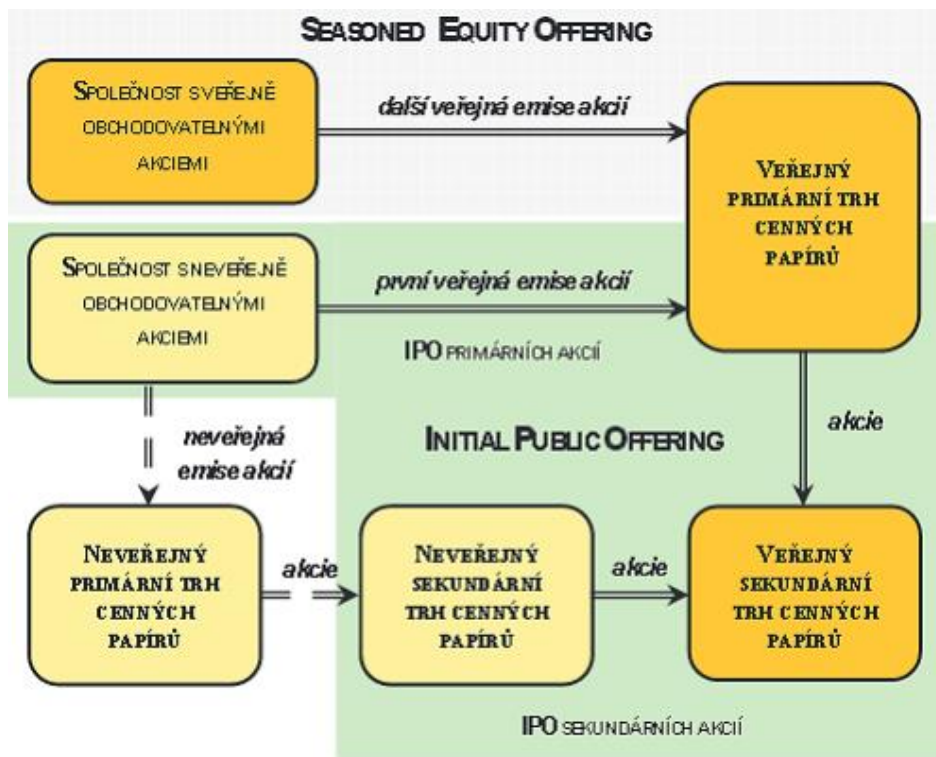 SEASONED EQUITY OFFERING
SPOLEČNOST SVEŘEJNĚ
OBCHODOVATELNÝMI
AKCIEMI
další veřejná emise akcií
VEŘEJNÝ
PRIMÁRNÍ TRH
CENNÝCH
PAPÍRŮ
SPOLEČNOST SNEVEŘEJNĚ
OBCHODOVATELNÝMI
AKCIEMI
první veřejná emise akcií
IPO PRIMÁRNÍCH AKCIÍ
neveřejná
emise akcií
INITIAL PUBLIC OFFERING
akcie
NEVEŘEJNÝ
PRIMÁRNÍ TRH
CENNÝCH
PAPÍRŮ
akcie
NEVEŘEJNÝ
SEKUNDÁRNÍ
TRH CENNÝCH
PAPÍRŮ
akcie
VEŘEJNÝ
SEKUNDÁRNÍ
TRH CENNÝCH
PAPÍRŮ
IPO SEKUNDÁRNÍCH AKCIÍ